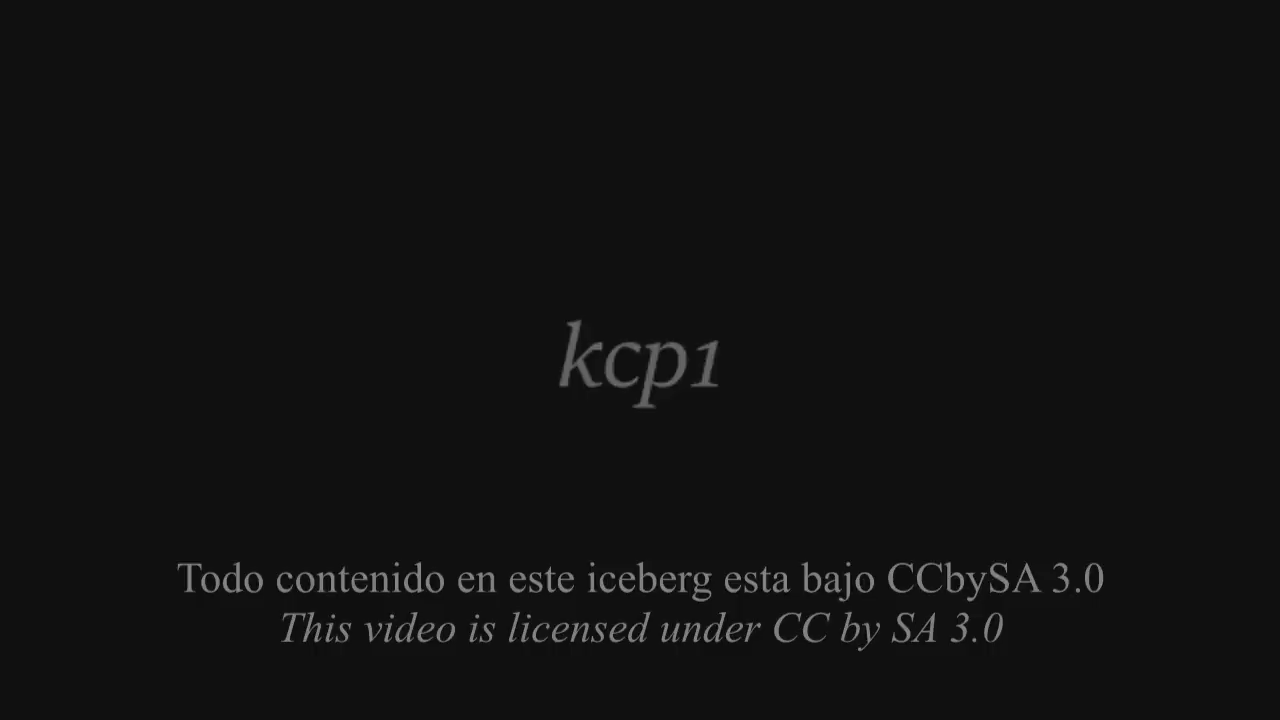 kcp1
Todo contenido en este iceberg esta bajo CCbySA 3.0
This video is licensed under CC by SA 3.0